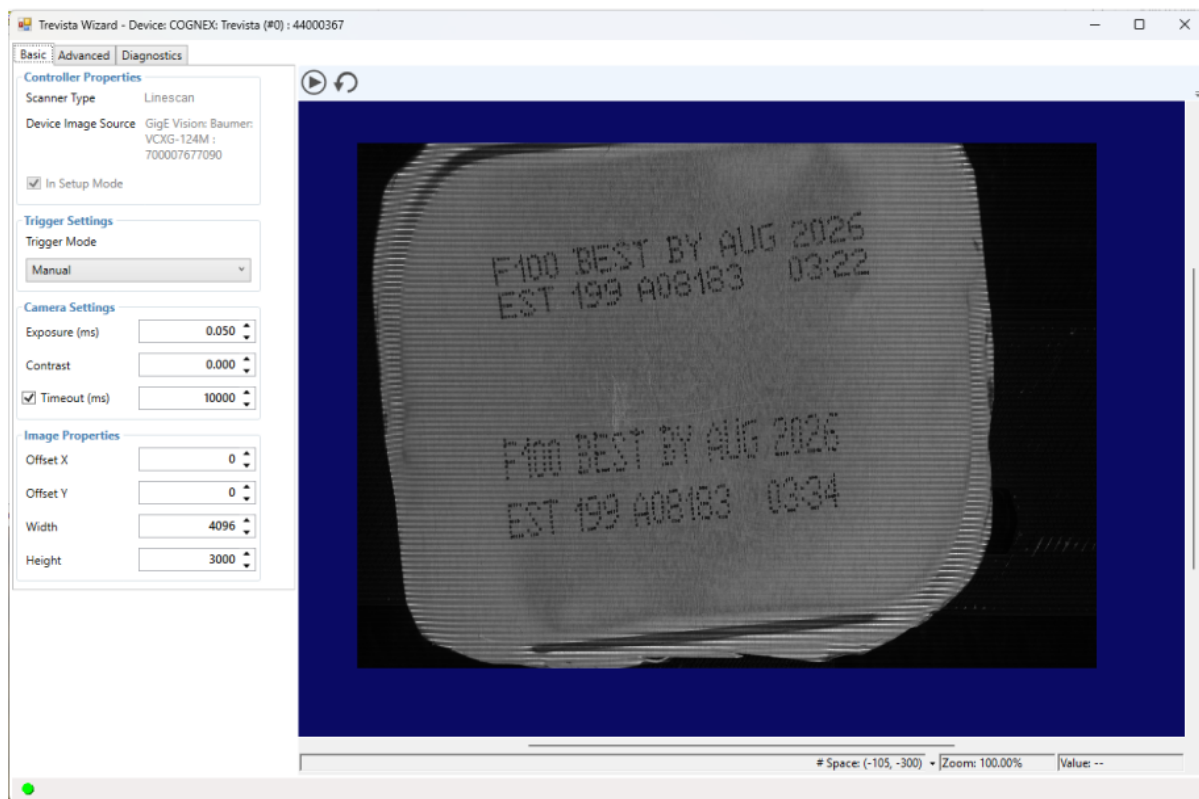 Trevista Wizard - Device: COGNEX: Trevista (#0) : 44000367
Basic Advanced Diagnostics
Controller Properties
Scanner Type Linescan
Device Image Source GigE Vision: Baumer:
VCXG-124M :
700007677090
In Setup Mode
Trigger Settings
Trigger Mode
Manual
Camera Settings
Exposure (ms) 0.050
Contrast 0.000
Timeout (ms) 10000
Image Properties
Offset X 0
Offset Y 0
Width 4096
Height 3000
F100 BEST BY AUG 2026
EST 199 A08183 03:22
F100 BEST BY AUG 2026
EST 199 A08183 03:34
# Space: (-105, -300) Zoom: 100.00% Value: --